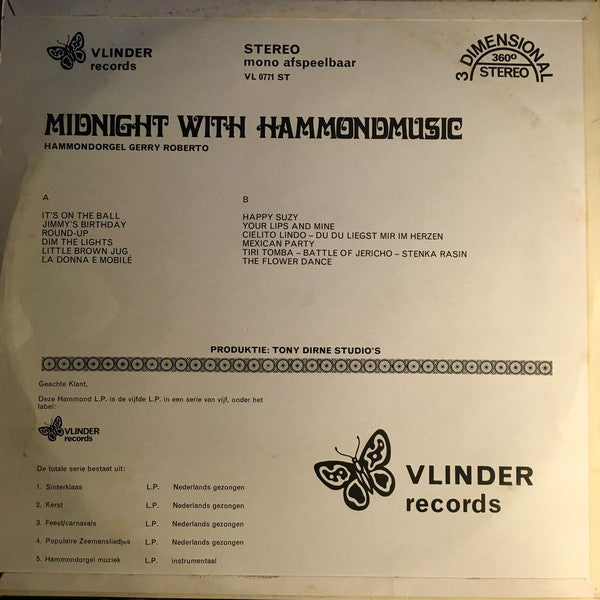 VLINDER
records
STEREO
mono afspeelbaar
VL 0771 ST
3 DIMENSIONAL
360°
STEREO
MIDNIGHT WITH HAMMONDMUSIC
HAMMONDORGEL GERRY ROBERTO
A
IT'S ON THE BALL
JIMMY'S BIRTHDAY
ROUND-UP
DIM THE LIGHTS
LITTLE BROWN JUG
LA DONNA E MOBILÉ
B
HAPPY SUZY
YOUR LIPS AND MINE
CIELITO LINDO – DU DU LIEGST MIR IM HERZEN
MEXICAN PARTY
TIRI TOMBA – BATTLE OF JERICHO – STENKA RASIN
THE FLOWER DANCE
PRODUKTIE: TONY DIRNE STUDIO'S
Geachte Klant,
Deze Hammond L.P. is de vijfde L.P. in een serie van vijf, onder het
label:
VLINDER
records
De totale serie bestaat uit:
1. Sinterklaas L.P. Nederlands gezongen
2. Kerst L.P. Nederlands gezongen
3. Feest/carnavals L.P. Nederlands gezongen
4. Populaire Zeemansliedjes L.P. Nederlands gezongen
5. Hammondorgel muziek L.P. instrumentaal
VLINDER
records